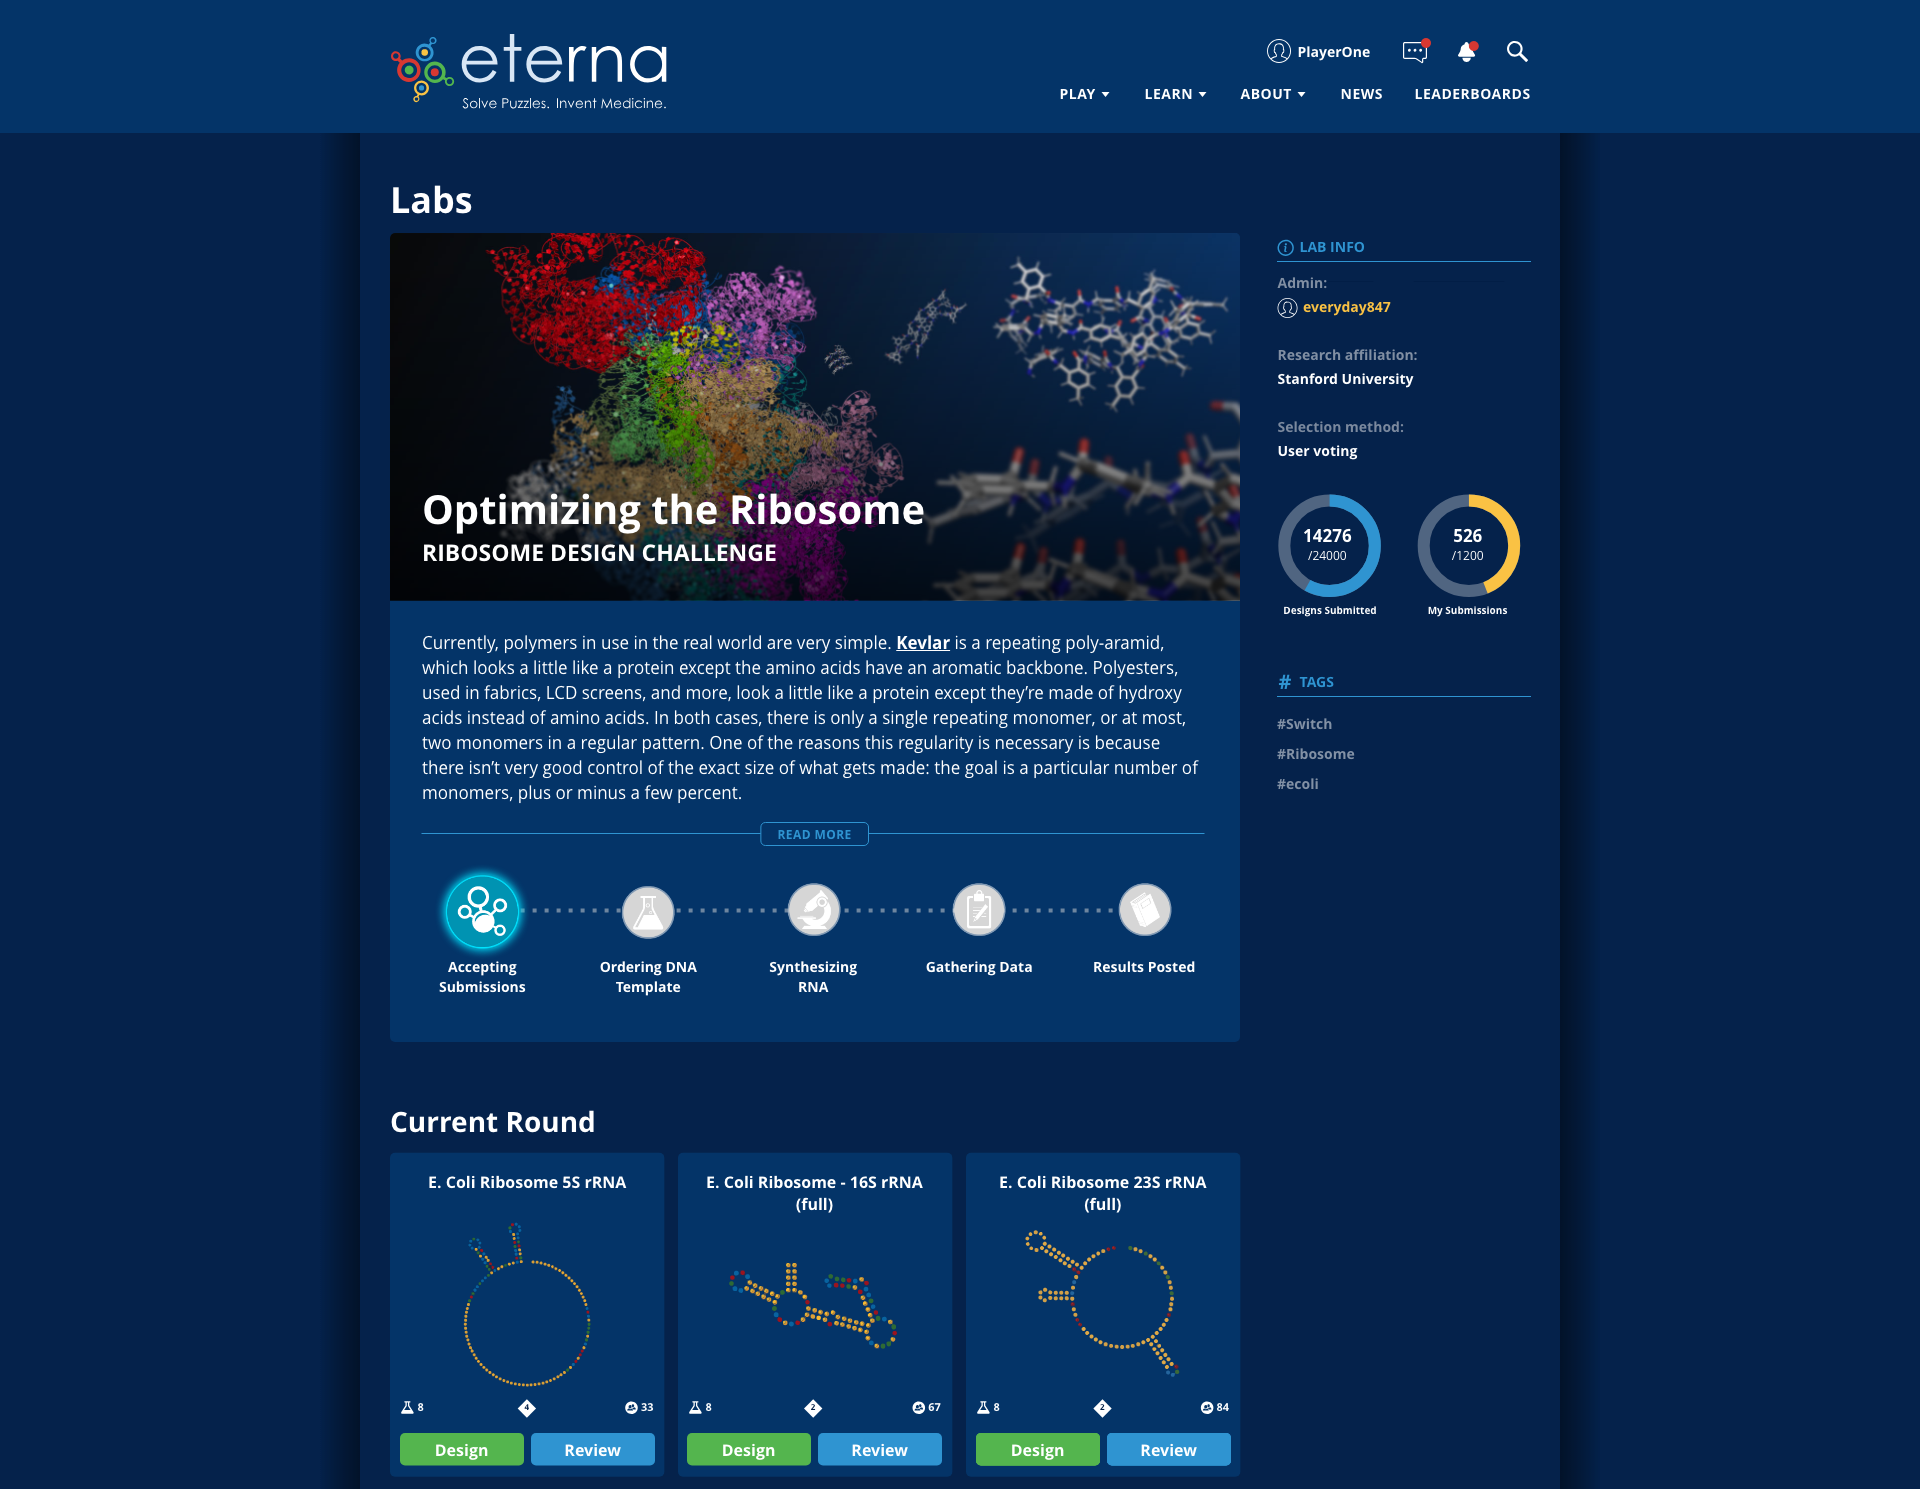 eterna
Solve Puzzles. Invent Medicine.
PlayerOne
PLAY
LEARN
ABOUT
NEWS
LEADERBOARDS
Labs
Optimizing the Ribosome
RIBOSOME DESIGN CHALLENGE
Currently, polymers in use in the real world are very simple. Kevlar is a repeating poly-aramid,
which looks a little like a protein except the amino acids have an aromatic backbone. Polyesters,
used in fabrics, LCD screens, and more, look a little like a protein except they’re made of hydroxy
acids instead of amino acids. In both cases, there is only a single repeating monomer, or at most,
two monomers in a regular pattern. One of the reasons this regularity is necessary is because
there isn’t very good control of the exact size of what gets made: the goal is a particular number of
monomers, plus or minus a few percent.
READ MORE
Accepting
Submissions
Ordering DNA
Template
Synthesizing
RNA
Gathering Data
Results Posted
LAB INFO
Admin:
everyday847
Research affiliation:
Stanford University
Selection method:
User voting
14276
/24000
Designs Submitted
526
/1200
My Submissions
# TAGS
#Switch
#Ribosome
#ecoli
Current Round
E. Coli Ribosome 5S rRNA
8
4
33
Design
Review
E. Coli Ribosome - 16S rRNA
(full)
8
2
67
Design
Review
E. Coli Ribosome 23S rRNA
(full)
8
2
84
Design
Review